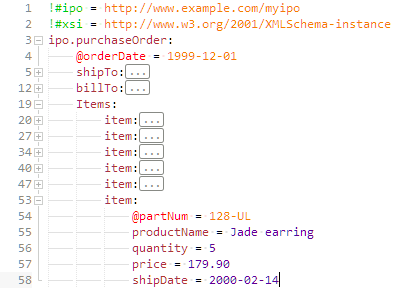 1 !#ipo = http://www.example.com/myipo
2 !#xsi = http://www.w3.org/2001/XMLSchema-instance
3 ipo.purchaseOrder:
4 @orderDate = 1999-12-01
5 shipTo:...
12 billTo:...
19 Items:
20 item:...
27 item:...
34 item:...
40 item:...
47 item:...
53 item:
54 @partNum = 128-UL
55 productName = Jade earring
56 quantity = 5
57 price = 179.90
58 shipDate = 2000-02-14